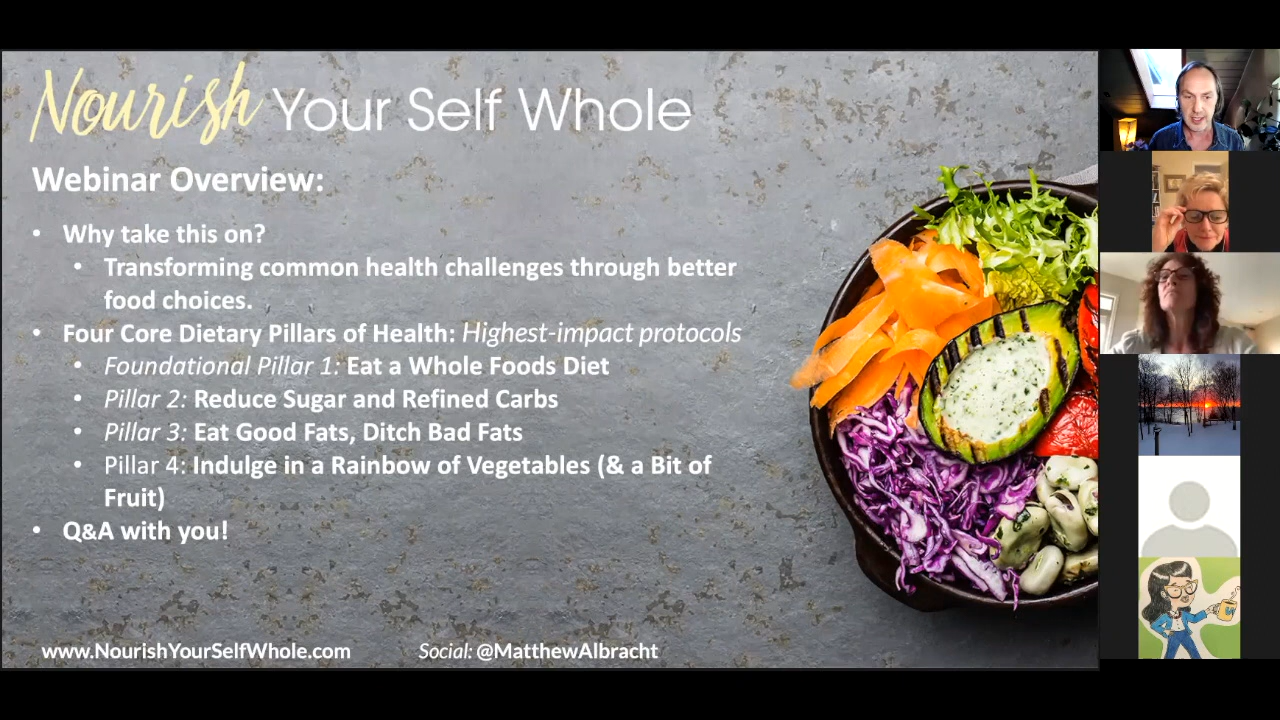 Nourish Your Self Whole
Webinar Overview:
• Why take this on?
• Transforming common health challenges through better
food choices.
• Four Core Dietary Pillars of Health: Highest-impact protocols
• Foundational Pillar 1: Eat a Whole Foods Diet
• Pillar 2: Reduce Sugar and Refined Carbs
• Pillar 3: Eat Good Fats, Ditch Bad Fats
• Pillar 4: Indulge in a Rainbow of Vegetables (& a Bit of
Fruit)
• Q&A with you!
www.NourishYourSelfWhole.com Social: @MatthewAlbracht